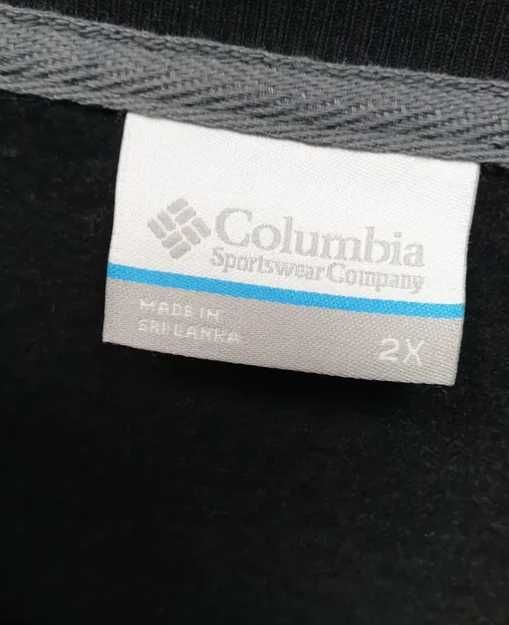 Columbia
Sportswear Company
MADE IN
SRI LANKA
2X